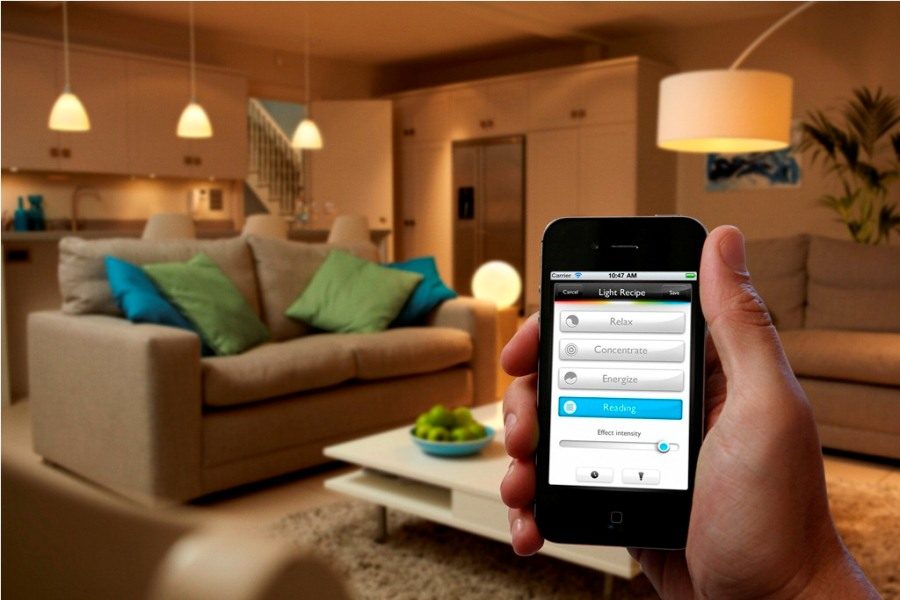 Carrier 10:47 AM
Cancel Light Recipe Save
Relax
Concentrate
Energize
Reading
Effect intensity